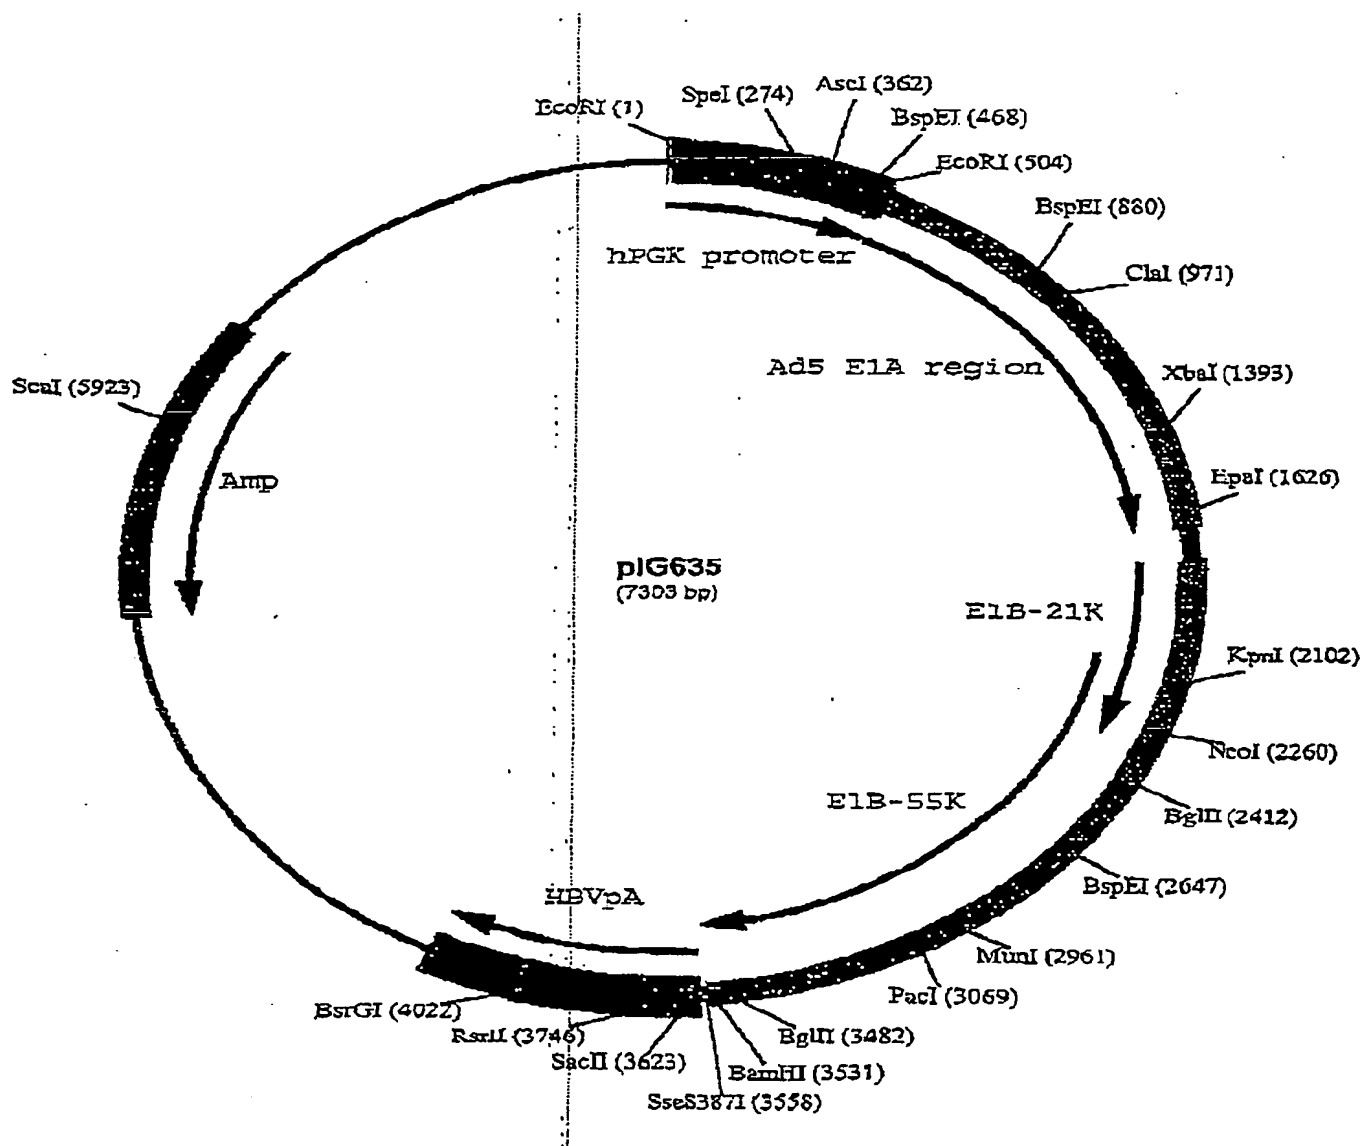 EcoRI (1)
SpeI (274)
AscI (362)
BspEI (468)
EcoRI (504)
BspEI (880)
ClaI (971)
XbaI (1393)
HpaI (1626)
KpnI (2102)
NcoI (2260)
BglII (2412)
BspEI (2647)
MunI (2961)
PacI (3069)
BglII (3482)
BamHI (3531)
Sse8387I (3558)
SacII (3623)
RsrII (3746)
BsrGI (4022)
ScaI (5923)
hPGK promoter
Ad5 E1A region
E1B-21K
E1B-55K
HBVpA
Amp
pIG635
(7303 bp)